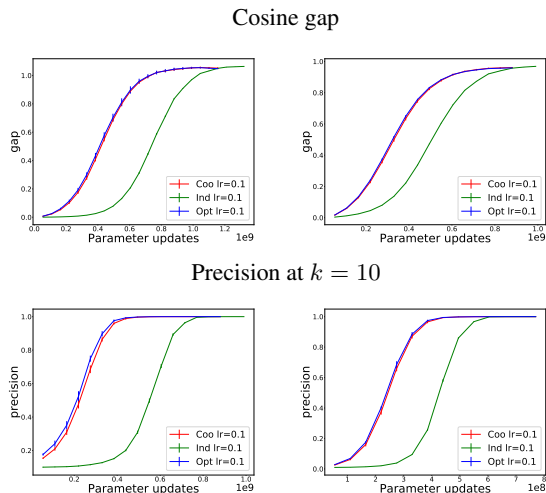 Cosine gap
1.0
0.8
0.6
0.4
0.2
0.0
gap
Coo lr=0.1
Ind lr=0.1
Opt lr=0.1
0.0 0.2 0.4 0.6 0.8 1.0 1.2
Parameter updates 1e9
1.0
0.8
0.6
0.4
0.2
0.0
gap
Coo lr=0.1
Ind lr=0.1
Opt lr=0.1
0.2 0.4 0.6 0.8 1.0
Parameter updates 1e9
Precision at k = 10
1.0
0.8
0.6
0.4
0.2
precision
Coo lr=0.1
Ind lr=0.1
Opt lr=0.1
0.2 0.4 0.6 0.8 1.0
Parameter updates 1e9
1.0
0.8
0.6
0.4
0.2
0.0
precision
Coo lr=0.1
Ind lr=0.1
Opt lr=0.1
1 2 3 4 5 6 7
Parameter updates 1e8